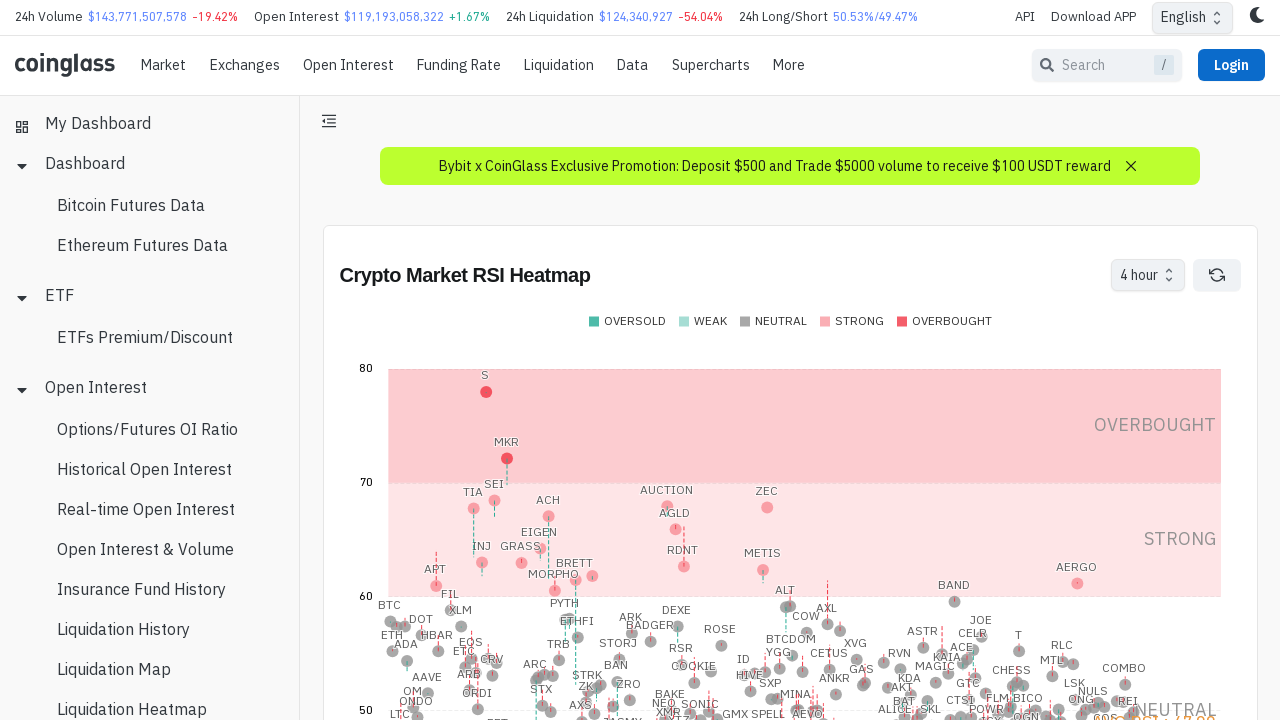 24h Volume $143,771,507,578 -19.42% Open Interest $119,193,058,322 +1.67% 24h Liquidation $124,340,927 -54.04% 24h Long/Short 50.53%/49.47% API Download APP English
coinglass Market Exchanges Open Interest Funding Rate Liquidation Data Supercharts More Search / Login
My Dashboard
Dashboard
Bitcoin Futures Data
Ethereum Futures Data
ETF
ETFs Premium/Discount
Open Interest
Options/Futures OI Ratio
Historical Open Interest
Real-time Open Interest
Open Interest & Volume
Insurance Fund History
Liquidation History
Liquidation Map
Liquidation Heatmap
Bybit x CoinGlass Exclusive Promotion: Deposit $500 and Trade $5000 volume to receive $100 USDT reward
Crypto Market RSI Heatmap 4 hour
OVERSOLD WEAK NEUTRAL STRONG OVERBOUGHT
80
S
OVERBOUGHT
MKR
70
SEI
TIA AUCTION ZEC
ACH
AGLD
EIGEN
STRONG
INJ GRASS RDNT METIS
APT BRETT AERGO
MORPHO
BAND
FIL ALT
60
BTC XLM PYTH DEXE AXL
DOT ETHFI ARK COW JOE
BADGER ROSE
ETH HBAR ASTR CELR T
ADA EOS TRB STORJ RSR BTCDOM XVG ACE RLC
ETC YGG CETUS RVN KAIA MTL
CRV ARC BAN COOKIE ID MAGIC CHESS COMBO
AAVE ARB STRK HIVE ANKR GAS KDA GTC
OM ORDI STX ZK ZRO BAKE SXP MINA AKT LSK NULS
ONDO AXS NEO SONIC BAT CTSI FLM BICO ONG REI
LTC XMR GMX SPELL AEVO ALICE SKL POWR
50
NEUTRAL